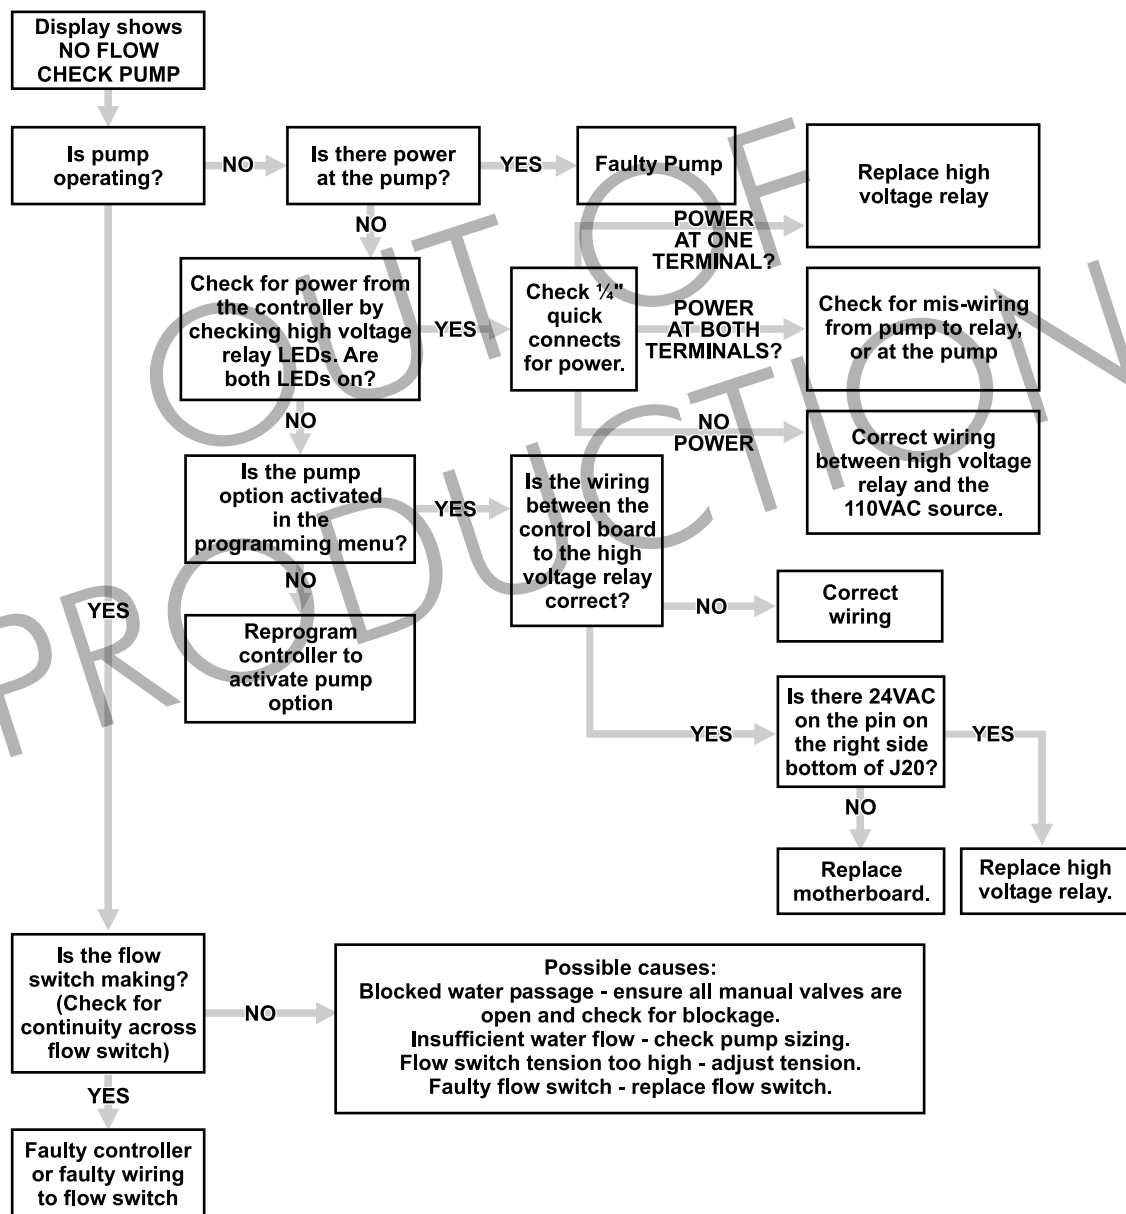 Display shows
NO FLOW
CHECK PUMP
Is pump
operating?
NO
Is there power
at the pump?
YES
Faulty Pump
Replace high
voltage relay
NO
POWER
AT ONE
TERMINAL?
Check for power from
the controller by
checking high voltage
relay LEDs. Are
both LEDs on?
YES
Check ¼"
quick
connects
for power.
POWER
AT BOTH
TERMINALS?
Check for mis-wiring
from pump to relay,
or at the pump
NO
NO
POWER
Correct wiring
between high voltage
relay and the
110VAC source.
Is the pump
option activated
in the
programming menu?
YES
Is the wiring
between the
control board
to the high
voltage relay
correct?
NO
Correct
wiring
NO
Reprogram
controller to
activate pump
option
YES
YES
Is there 24VAC
on the pin on
the right side
bottom of J20?
YES
NO
Replace
motherboard.
Replace high
voltage relay.
Is the flow
switch making?
(Check for
continuity across
flow switch)
NO
Possible causes:
Blocked water passage - ensure all manual valves are
open and check for blockage.
Insufficient water flow - check pump sizing.
Flow switch tension too high - adjust tension.
Faulty flow switch - replace flow switch.
YES
Faulty controller
or faulty wiring
to flow switch
OUT OF
PRODUCTION